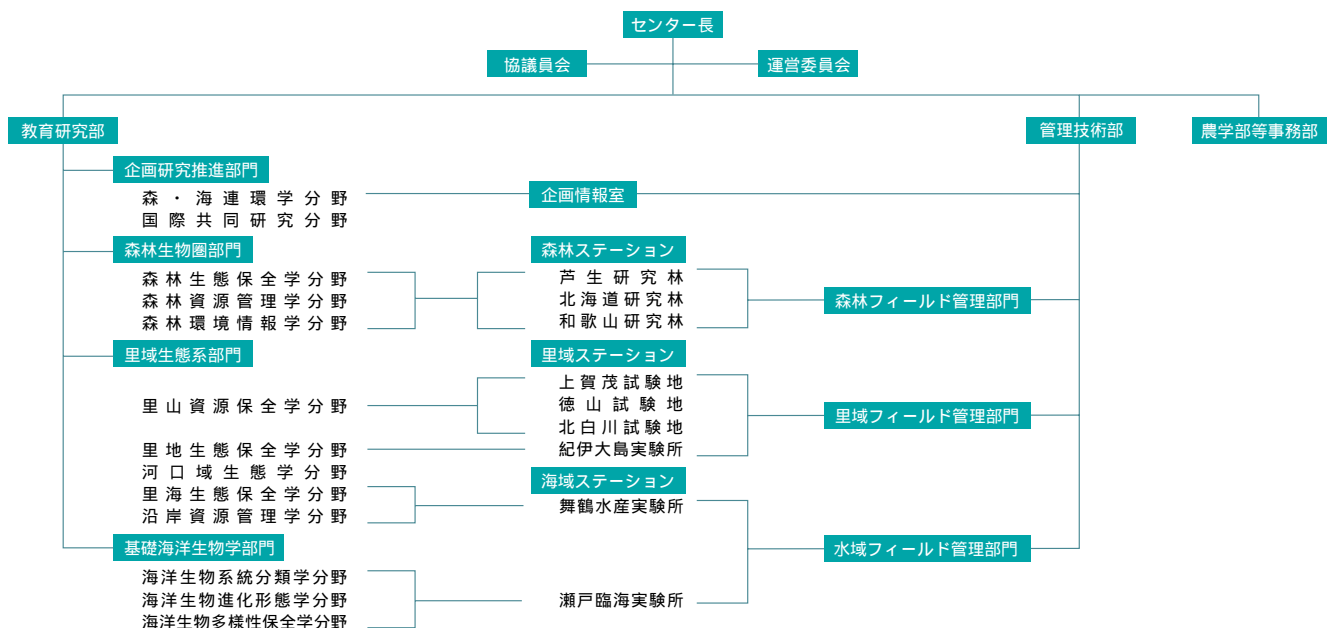 センター長
協議員会
運営委員会
教育研究部
管理技術部
農学部等事務部
企画研究推進部門
森・海連環学分野
国際共同研究分野
企画情報室
森林生物圏部門
森林生態保全学分野
森林資源管理学分野
森林環境情報学分野
森林ステーション
芦生研究林
北海道研究林
和歌山研究林
森林フィールド管理部門
里域生態系部門
里山資源保全学分野
里地生態保全学分野
河口域生態学分野
里海生態保全学分野
沿岸資源管理学分野
里域ステーション
上賀茂試験地
徳山試験地
北白川試験地
紀伊大島実験所
里域フィールド管理部門
海域ステーション
舞鶴水産実験所
基礎海洋生物学部門
海洋生物系統分類学分野
海洋生物進化形態学分野
海洋生物多様性保全学分野
瀬戸臨海実験所
水域フィールド管理部門